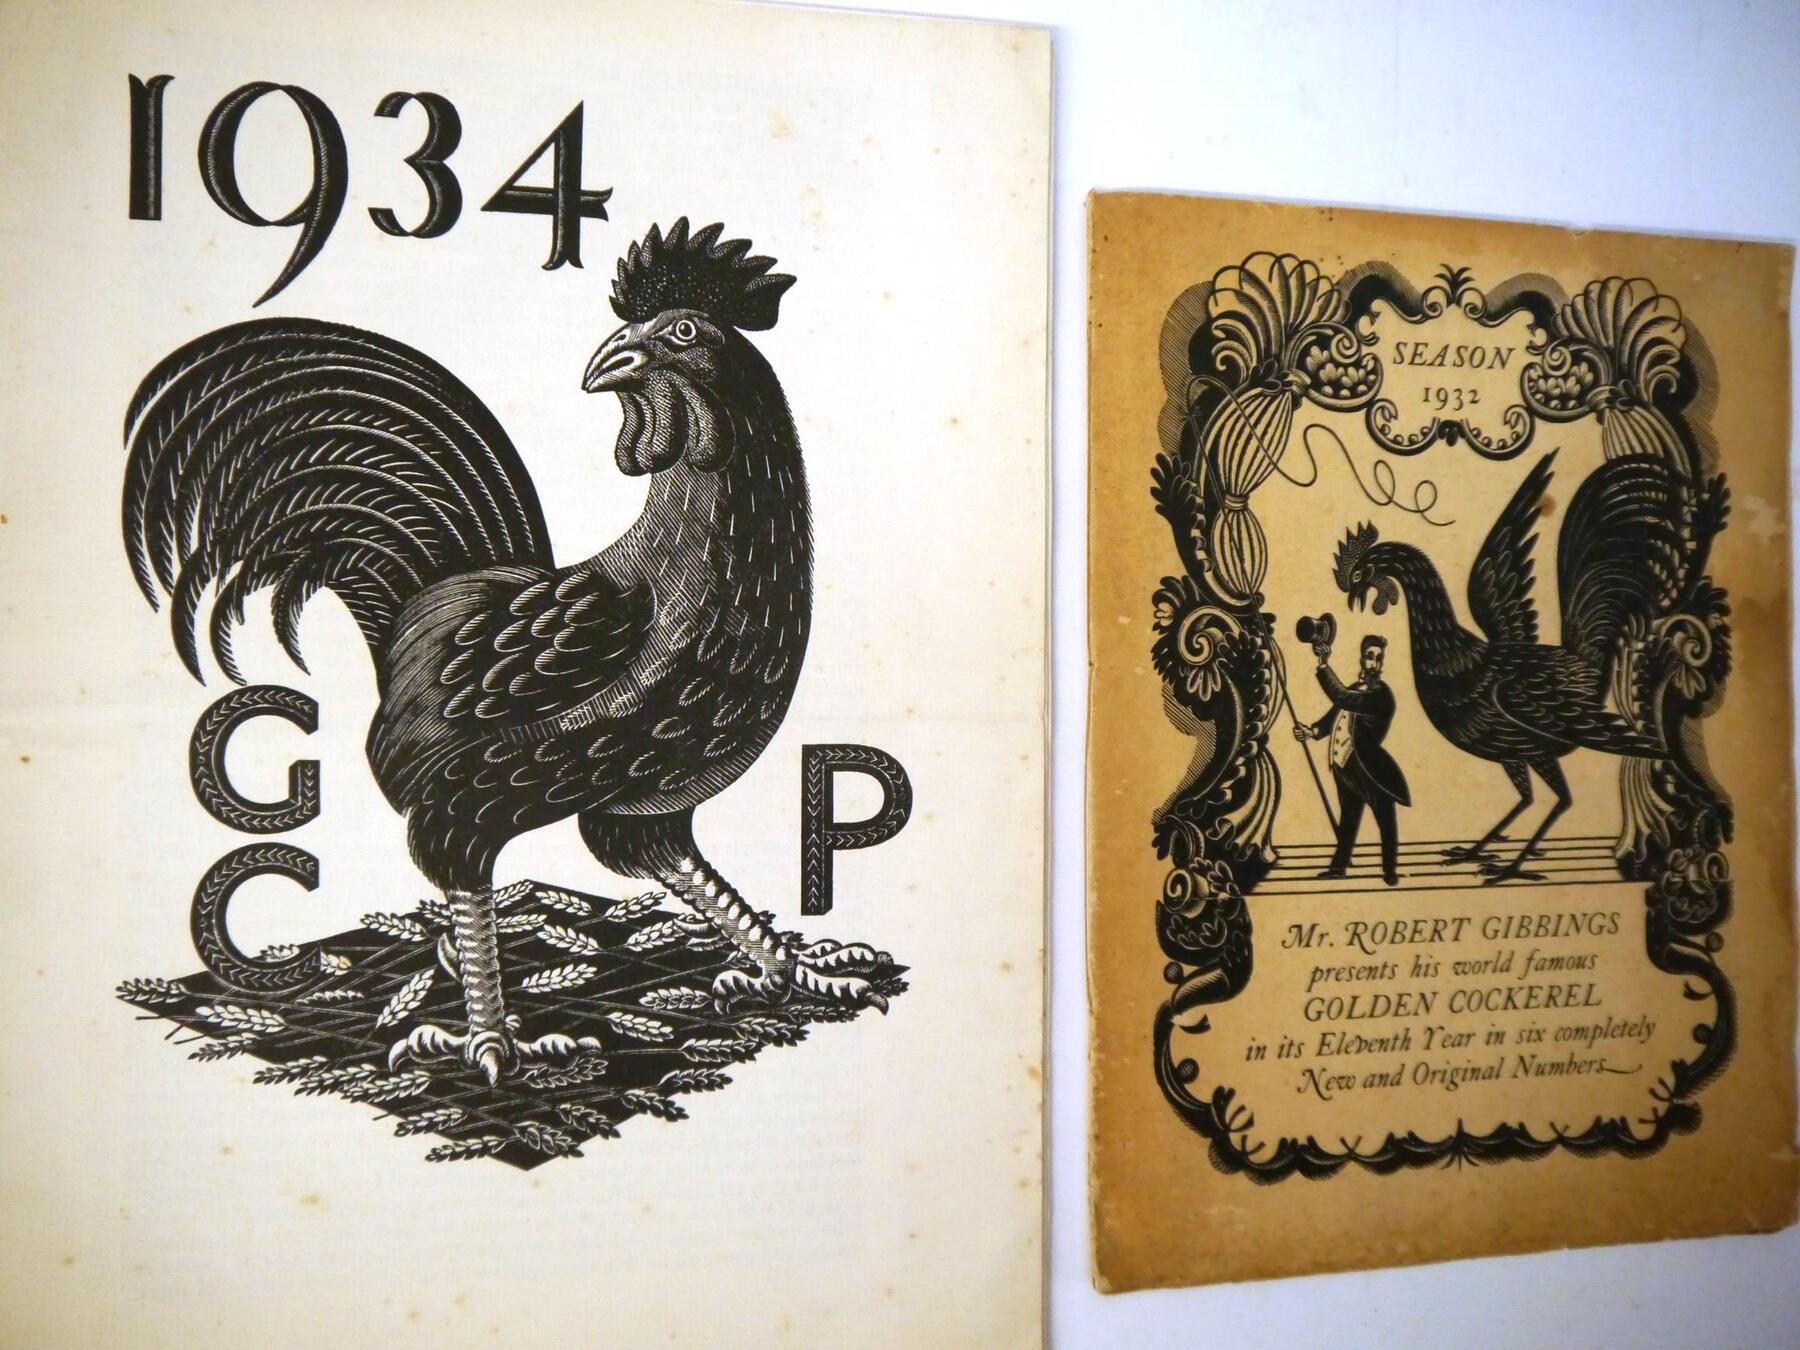 1934
G
C
P
SEASON
1932
Mr. ROBERT GIBBINGS
presents his world famous
GOLDEN COCKEREL
in its Eleventh Year in six completely
New and Original Numbers